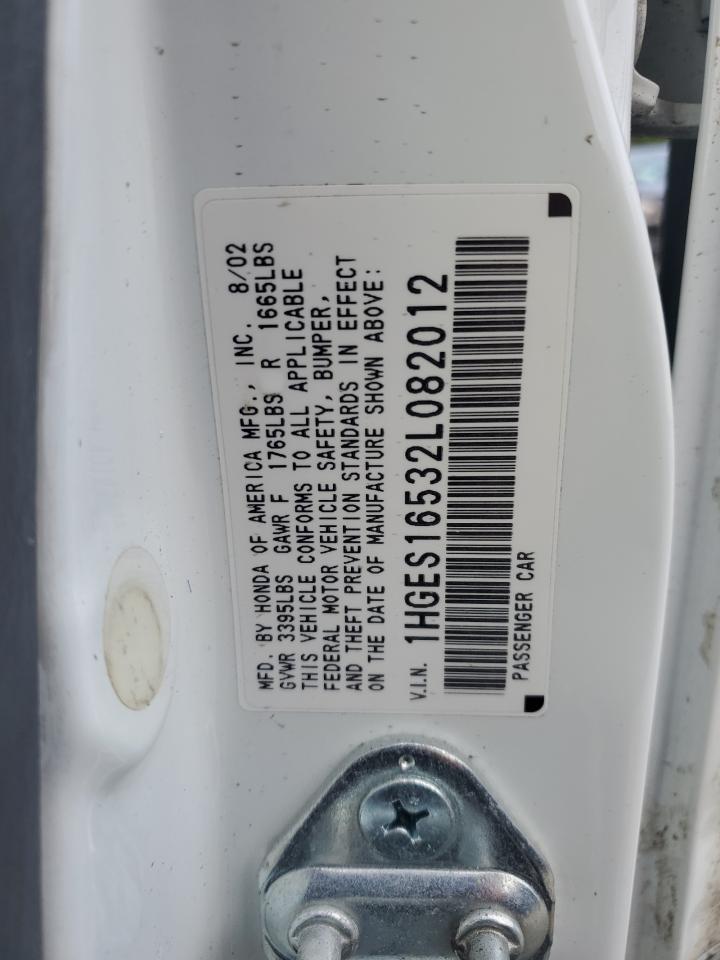 MFD. BY HONDA OF AMERICA MFG., INC. 8/02
GVWR 3395LBS GAWR F 1765LBS R 1665LBS
THIS VEHICLE CONFORMS TO ALL APPLICABLE
FEDERAL MOTOR VEHICLE SAFETY, BUMPER,
AND THEFT PREVENTION STANDARDS IN EFFECT
ON THE DATE OF MANUFACTURE SHOWN ABOVE:
V.I.N. 1HGES16532L082012
PASSENGER CAR